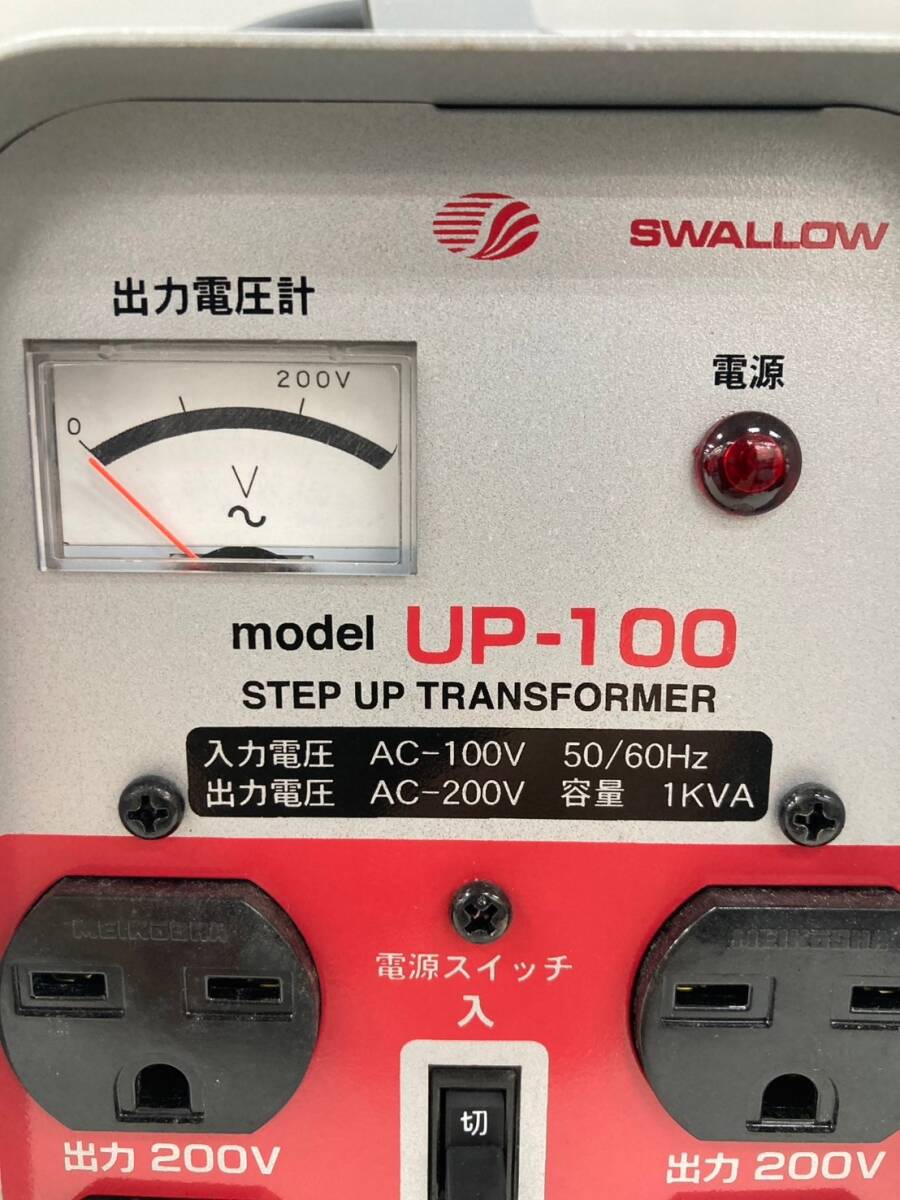 SWALLOW
出力電圧計
電源
0
200V
V
model UP-100
STEP UP TRANSFORMER
入力電圧 AC-100V 50/60Hz
出力電圧 AC-200V 容量 1KVA
MEIKOSHA
MEIKOSHA
電源スイッチ
入
切
出力 200V
出力 200V